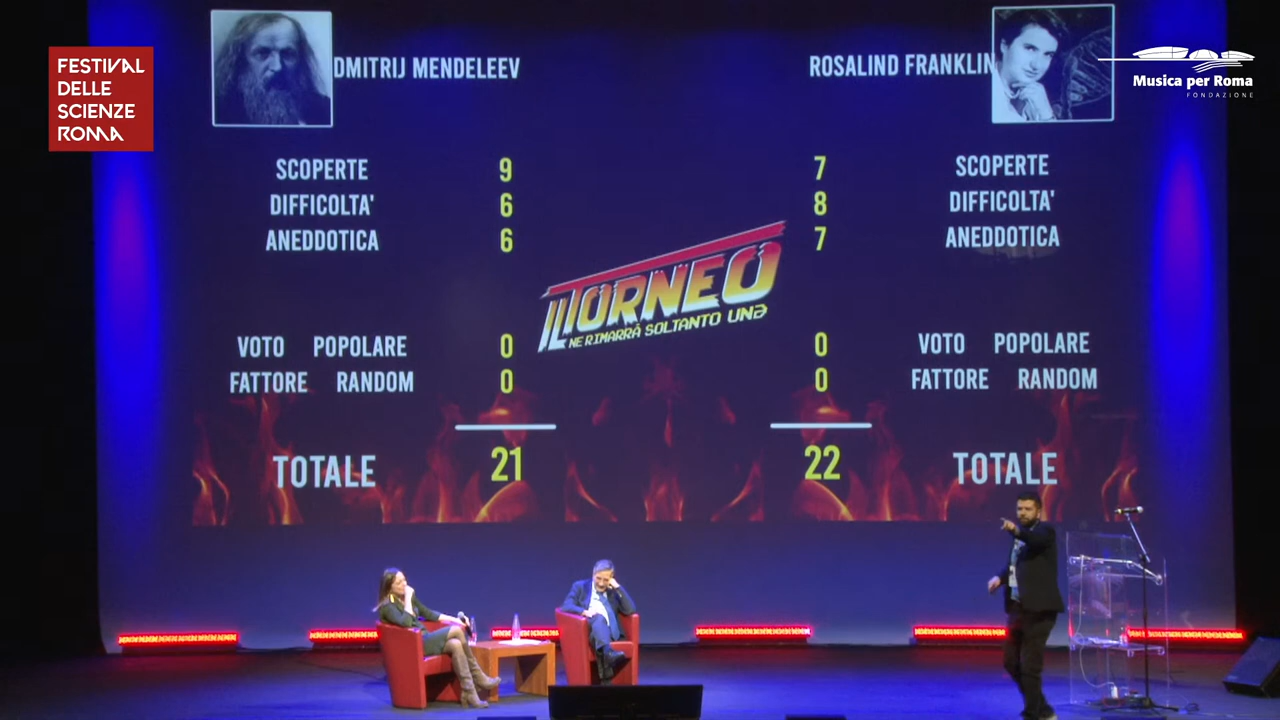 FESTIVAL
DELLE
SCIENZE
ROMA
DMITRIJ MENDELEEV
ROSALIND FRANKLIN
Musica per Roma
FONDAZIONE
SCOPERTE 9
DIFFICOLTA' 6
ANEDDOTICA 6
7 SCOPERTE
8 DIFFICOLTA'
7 ANEDDOTICA
IL TORNEO
NE RIMARRÁ SOLTANTO UNƏ
VOTO POPOLARE 0
FATTORE RANDOM 0
TOTALE 21
0 VOTO POPOLARE
0 FATTORE RANDOM
22 TOTALE